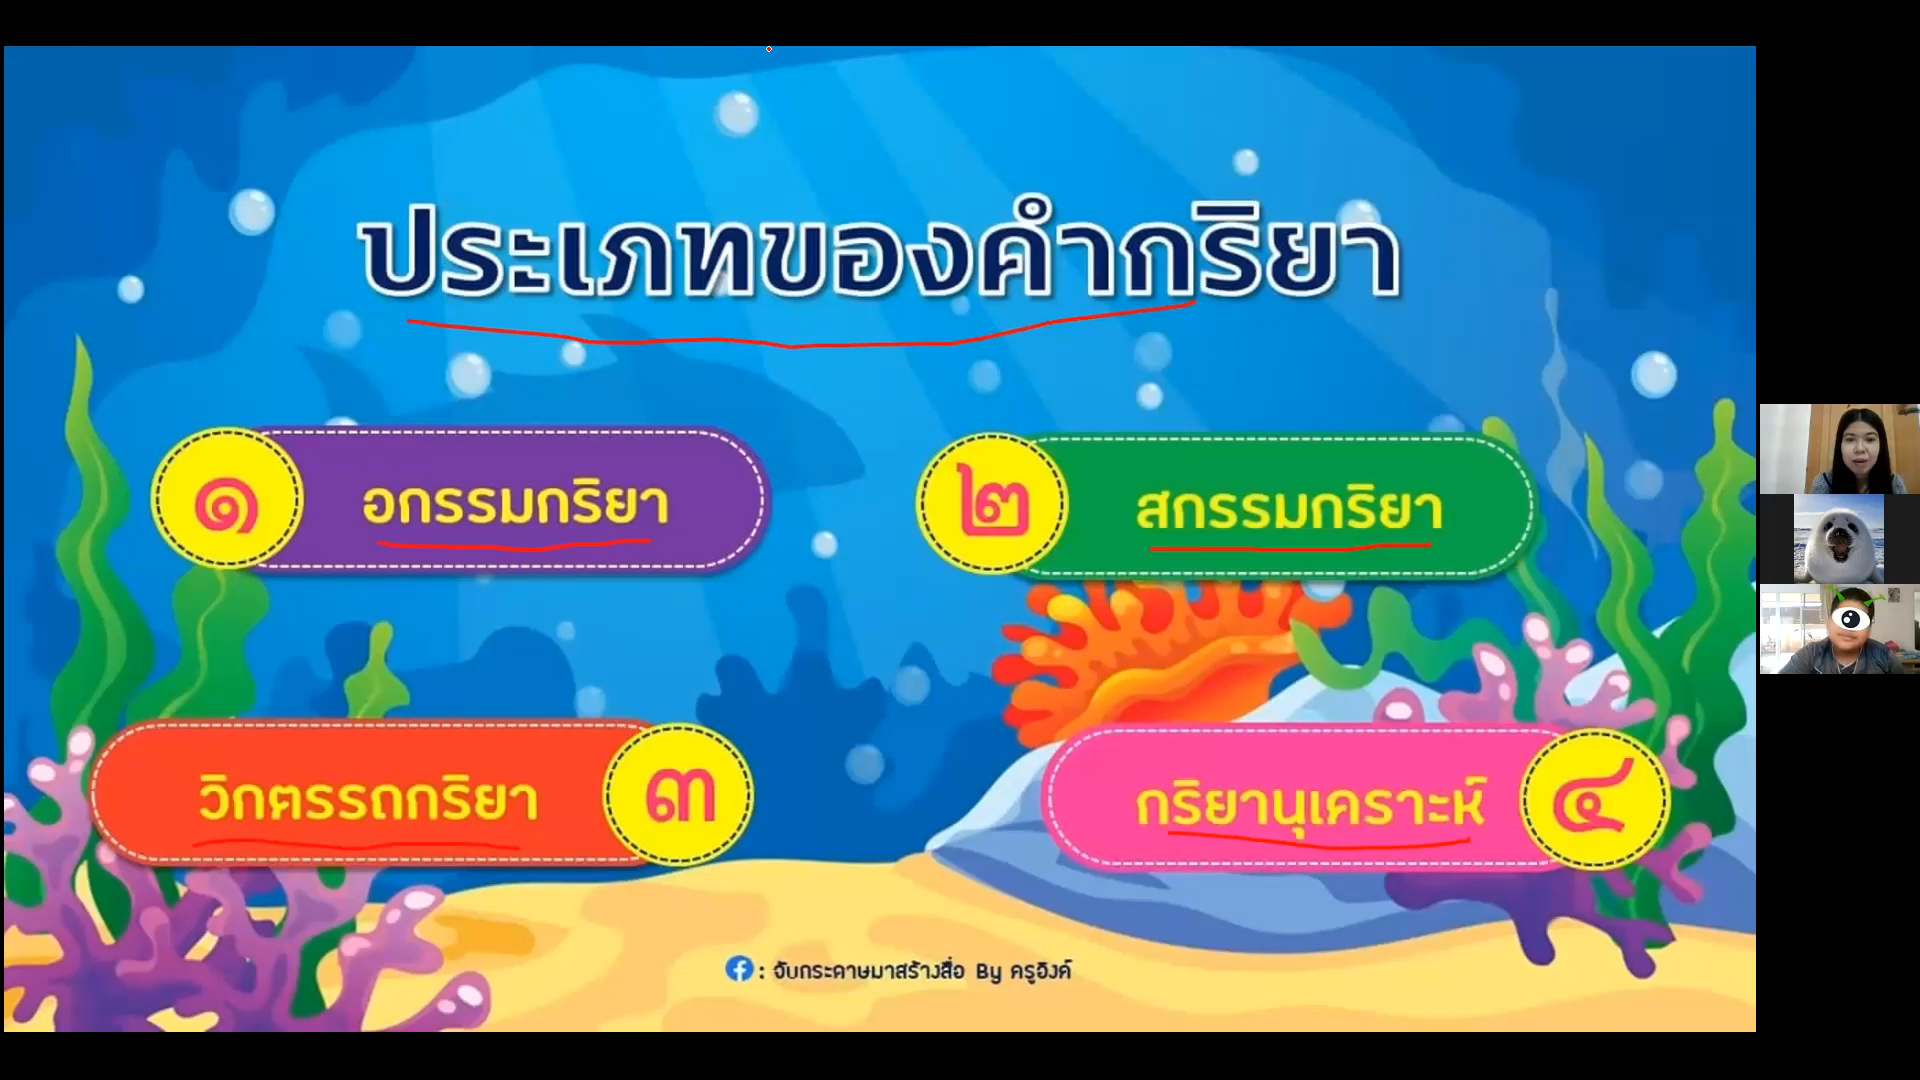 ประเภทของคำกริยา
๑ อกรรมกริยา
๒ สกรรมกริยา
วิกตรรถกริยา ๓
กริยานุเคราะห์ ๔
: จับกระดาษมาสร้างสื่อ By ครูอิงค์